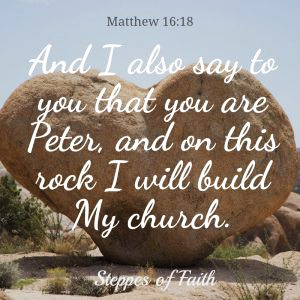 Matthew 16:18
And I also say to
you that you are
Peter, and on this
rock I will build
My church.
Steppes of Faith